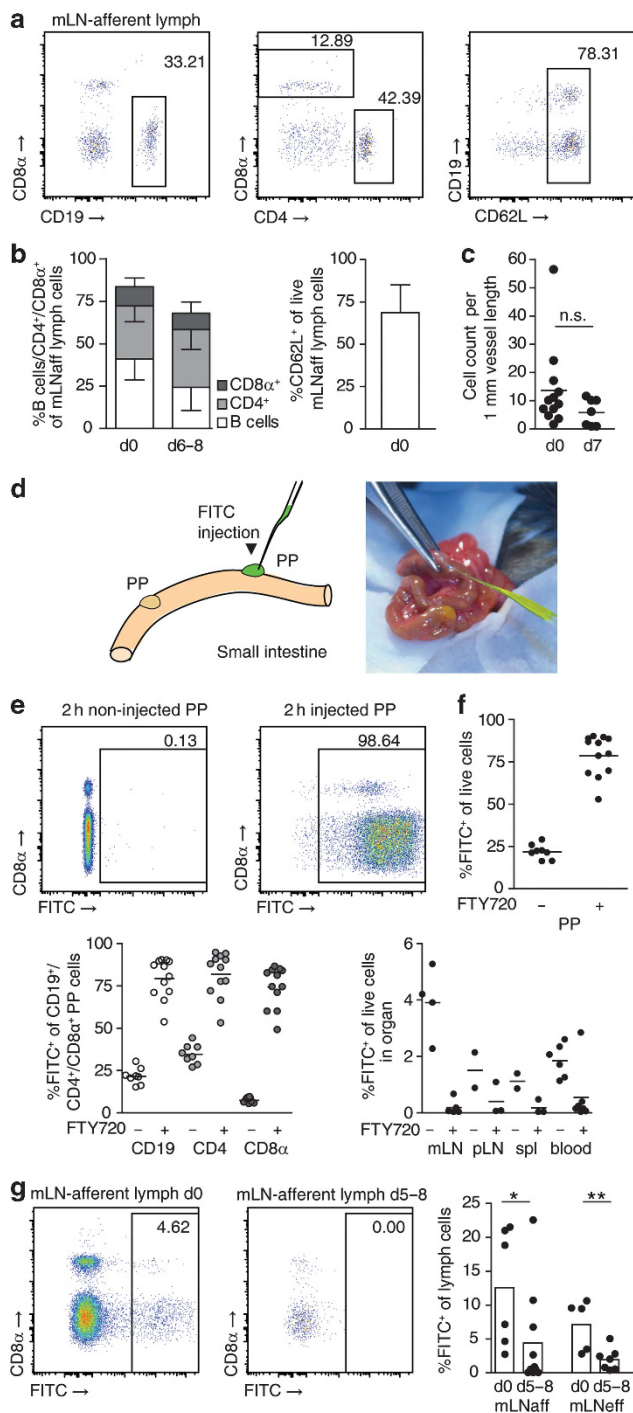 a
mLN-afferent lymph
33.21
CD8α →
CD19 →
12.89
42.39
CD8α →
CD4 →
78.31
CD19 →
CD62L →
b
%B cells/CD4⁺/CD8α⁺
of mLNaff lymph cells
100
75
50
25
0
d0 d6–8
CD8α⁺
CD4⁺
B cells
%CD62L⁺ of live
mLNaff lymph cells
100
75
50
25
0
d0
c
Cell count per
1 mm vessel length
60
50
40
30
20
10
0
n.s.
d0 d7
d
FITC
injection
PP
PP
Small intestine
e
2 h non-injected PP
0.13
CD8α →
FITC →
2 h injected PP
98.64
CD8α →
FITC →
%FITC⁺ of CD19⁺/
CD4⁺/CD8α⁺ PP cells
100
75
50
25
0
FTY720 – + – + – +
CD19 CD4 CD8α
f
%FITC⁺ of live cells
100
75
50
25
0
FTY720 – +
PP
%FITC⁺ of live cells
in organ
6
4
2
0
FTY720 – + – + – + – +
mLN pLN spl blood
g
mLN-afferent lymph d0
4.62
CD8α →
FITC →
mLN-afferent lymph d5–8
0.00
CD8α →
FITC →
%FITC⁺ of lymph cells
25
20
15
10
5
0
* **
d0 d5–8 d0 d5–8
mLNaff mLNeff